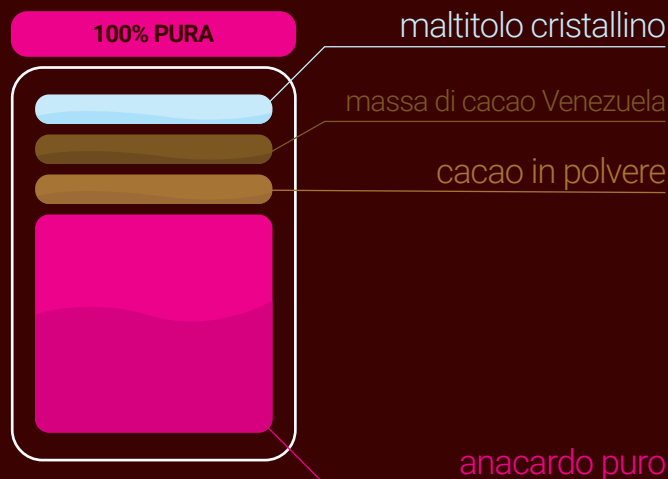 100% PURA
maltitolo cristallino
massa di cacao Venezuela
cacao in polvere
anacardo puro